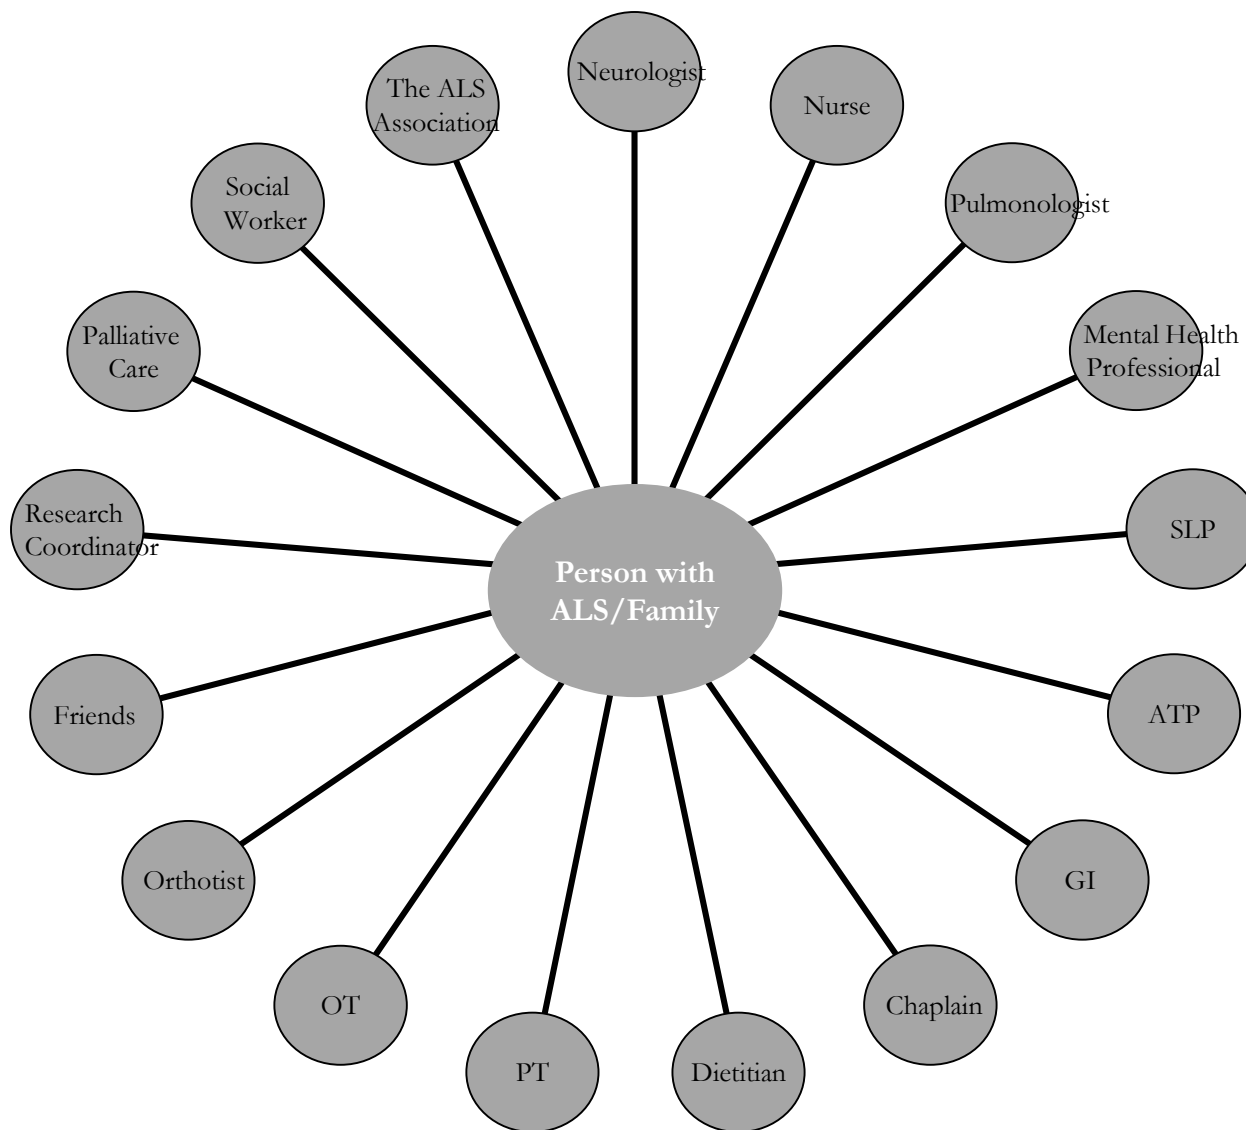 Neurologist
The ALS
Association
Nurse
Social
Worker
Pulmonologist
Palliative
Care
Mental Health
Professional
Research
Coordinator
SLP
Person with
ALS/Family
Friends
ATP
Orthotist
GI
OT
Chaplain
PT
Dietitian